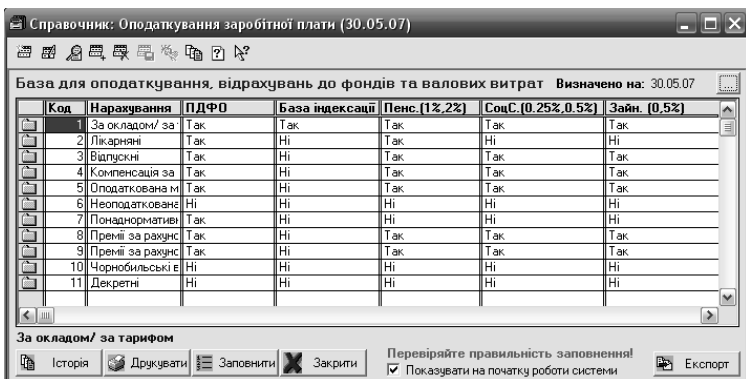 Справочник: Оподаткування заробітної плати (30.05.07)
База для оподаткування, відрахувань до фондів та валових витрат Визначено на: 30.05.07 ...
Код Нарахування ПДФО База індексації Пенс.(1%,2%) СоцС.(0.25%,0.5%) Зайн. (0,5%)
1 За окладом/ за Так Так Так Так Так
2 Лікарняні Так Ні Так Ні Ні
3 Відпускні Так Ні Так Так Так
4 Компенсація за Так Ні Так Так Так
5 Оподаткована м Так Ні Так Так Так
6 Неоподаткована Ні Ні Ні Ні Ні
7 Понаднормативн Так Ні Ні Ні Ні
8 Премії за рахунс Так Ні Так Так Так
9 Премії за рахунс Так Ні Так Так Так
10 Чорнобильські в Ні Ні Ні Ні Ні
11 Декретні Ні Ні Ні Ні Ні
За окладом/ за тарифом
Історія Друкувати Заповнити Закрити Перевіряйте правильність заповнення! Експорт
Показувати на початку роботи системи